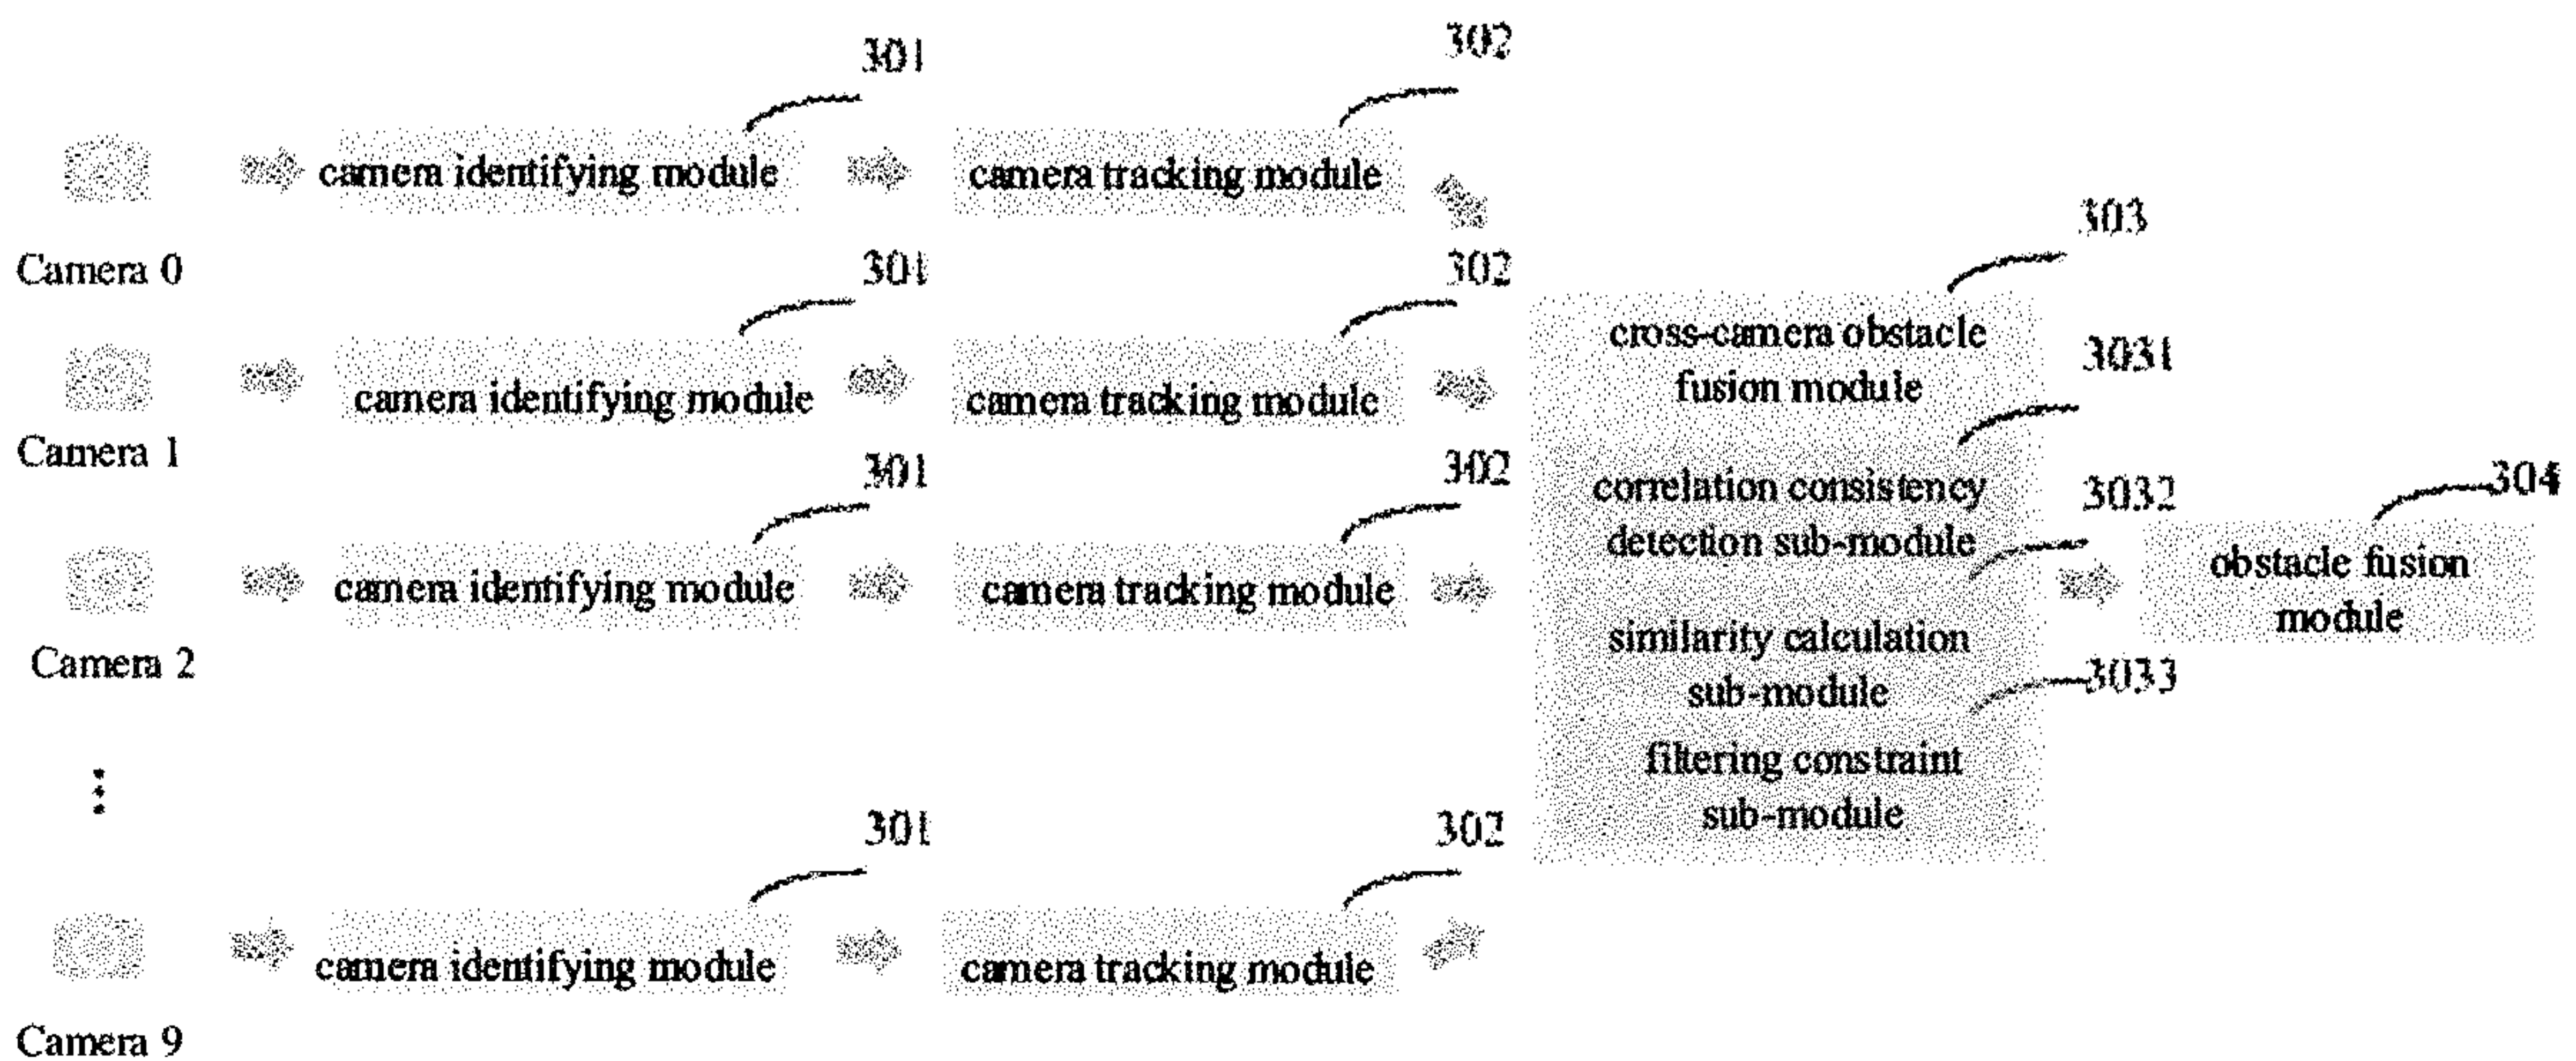 301
302
camera identifying module
camera tracking module
Camera 0
303
301
302
cross-camera obstacle
fusion module
3031
camera identifying module
camera tracking module
Camera 1
301
302
correlation consistency
detection sub-module
3032
304
camera identifying module
camera tracking module
obstacle fusion
module
Camera 2
similarity calculation
sub-module
3033
filtering constraint
sub-module
301
302
camera identifying module
camera tracking module
Camera 9